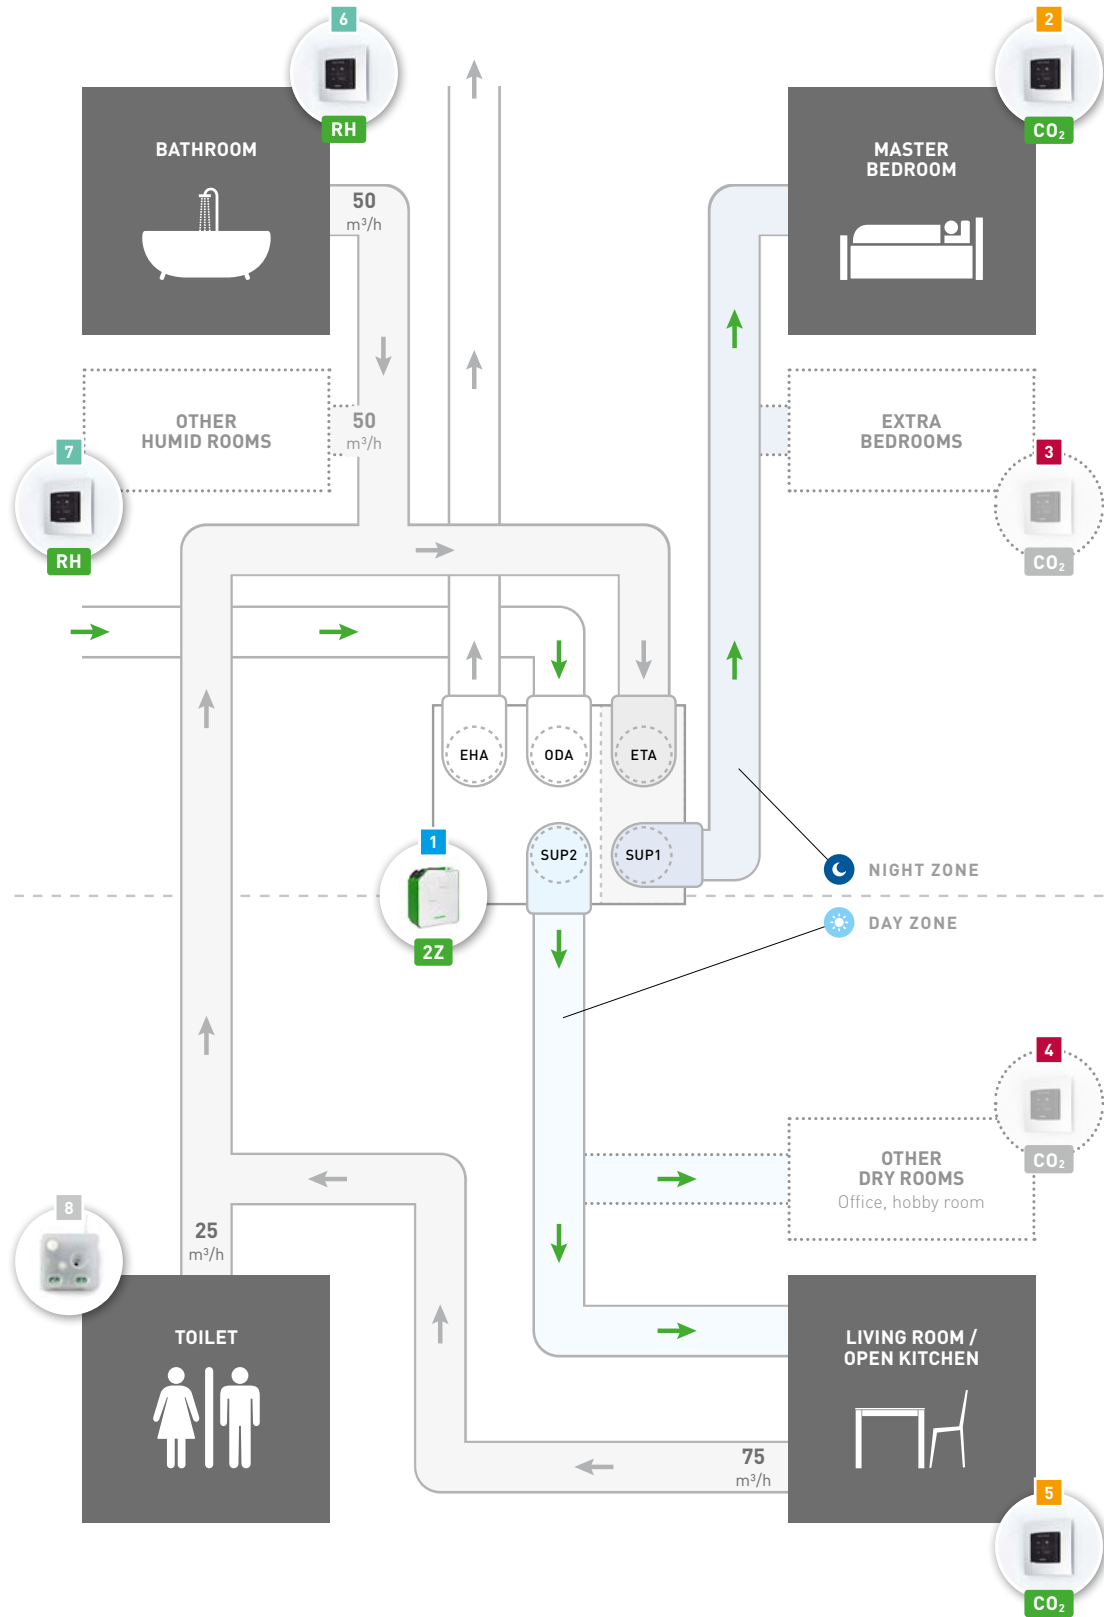 6
RH
BATHROOM
50
m³/h
2
CO₂
MASTER
BEDROOM
OTHER
HUMID ROOMS
50
m³/h
7
RH
EXTRA
BEDROOMS
3
CO₂
EHA
ODA
ETA
SUP2
SUP1
1
2Z
NIGHT ZONE
DAY ZONE
4
CO₂
OTHER
DRY ROOMS
Office, hobby room
8
25
m³/h
TOILET
LIVING ROOM /
OPEN KITCHEN
75
m³/h
5
CO₂